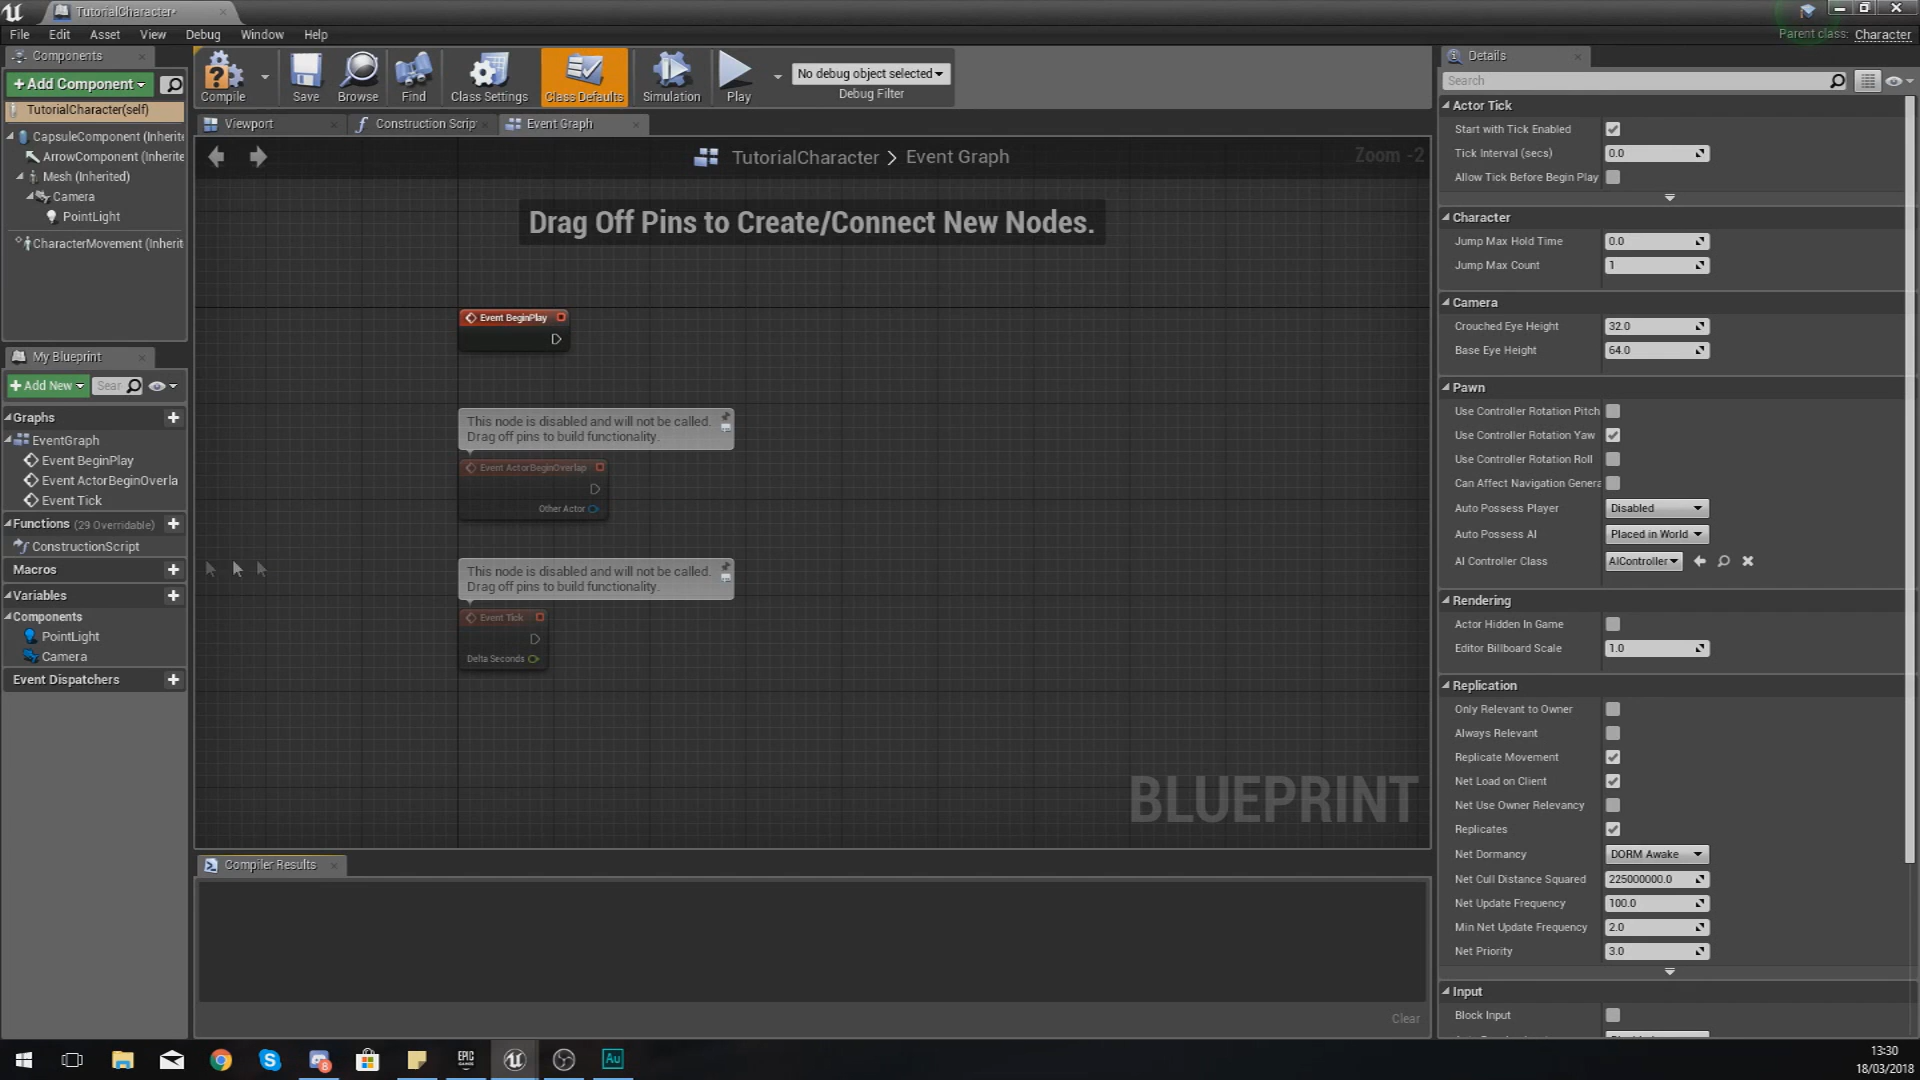 TutorialCharacter*
File Edit Asset View Debug Window Help
Parent class: Character
Components
+Add Component
TutorialCharacter(self)
CapsuleComponent (Inherite
ArrowComponent (Inherite
Mesh (Inherited)
Camera
PointLight
CharacterMovement (Inherit
My Blueprint
+Add New
Sear
Graphs
EventGraph
Event BeginPlay
Event ActorBeginOverla
Event Tick
Functions (29 Overridable)
ConstructionScript
Macros
Variables
Components
PointLight
Camera
Event Dispatchers
Compile
Save
Browse
Find
Class Settings
Class Defaults
Simulation
Play
No debug object selected
Debug Filter
Viewport
Construction Scrip
Event Graph
TutorialCharacter > Event Graph
Zoom -2
Drag Off Pins to Create/Connect New Nodes.
Event BeginPlay
This node is disabled and will not be called.
Drag off pins to build functionality.
Event ActorBeginOverlap
Other Actor
This node is disabled and will not be called.
Drag off pins to build functionality.
Event Tick
Delta Seconds
BLUEPRINT
Compiler Results
Clear
Details
Search
Actor Tick
Start with Tick Enabled
Tick Interval (secs) 0.0
Allow Tick Before Begin Play
Character
Jump Max Hold Time 0.0
Jump Max Count 1
Camera
Crouched Eye Height 32.0
Base Eye Height 64.0
Pawn
Use Controller Rotation Pitch
Use Controller Rotation Yaw
Use Controller Rotation Roll
Can Affect Navigation Genera
Auto Possess Player Disabled
Auto Possess AI Placed in World
AI Controller Class AIController
Rendering
Actor Hidden In Game
Editor Billboard Scale 1.0
Replication
Only Relevant to Owner
Always Relevant
Replicate Movement
Net Load on Client
Net Use Owner Relevancy
Replicates
Net Dormancy DORM Awake
Net Cull Distance Squared 225000000.0
Net Update Frequency 100.0
Min Net Update Frequency 2.0
Net Priority 3.0
Input
Block Input
EPIC
GAMES
8
Au
13:30
18/03/2018